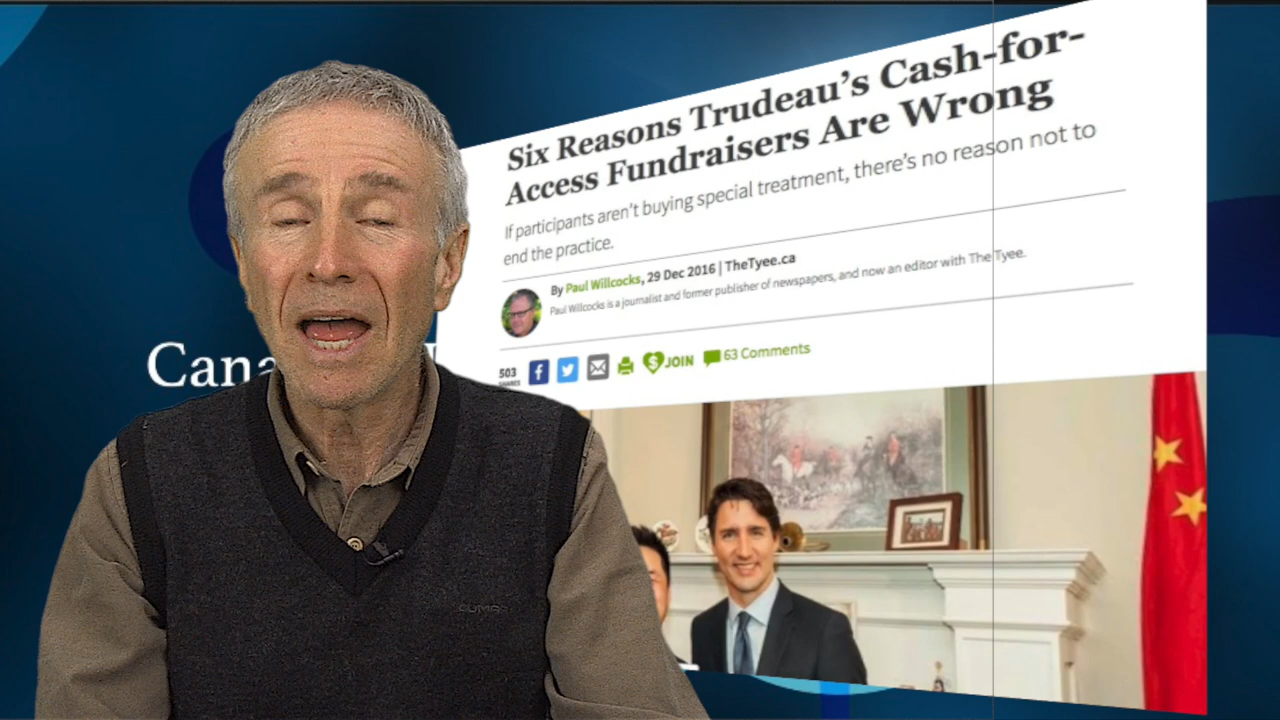 Six Reasons Trudeau's Cash-for-
Access Fundraisers Are Wrong
If participants aren't buying special treatment, there's no reason not to
end the practice.
By Paul Willcocks, 29 Dec 2016 | TheTyee.ca
Paul Willcocks is a journalist and former publisher of newspapers, and now an editor with The Tyee.
503
SHARES
JOIN
63 Comments
Cana